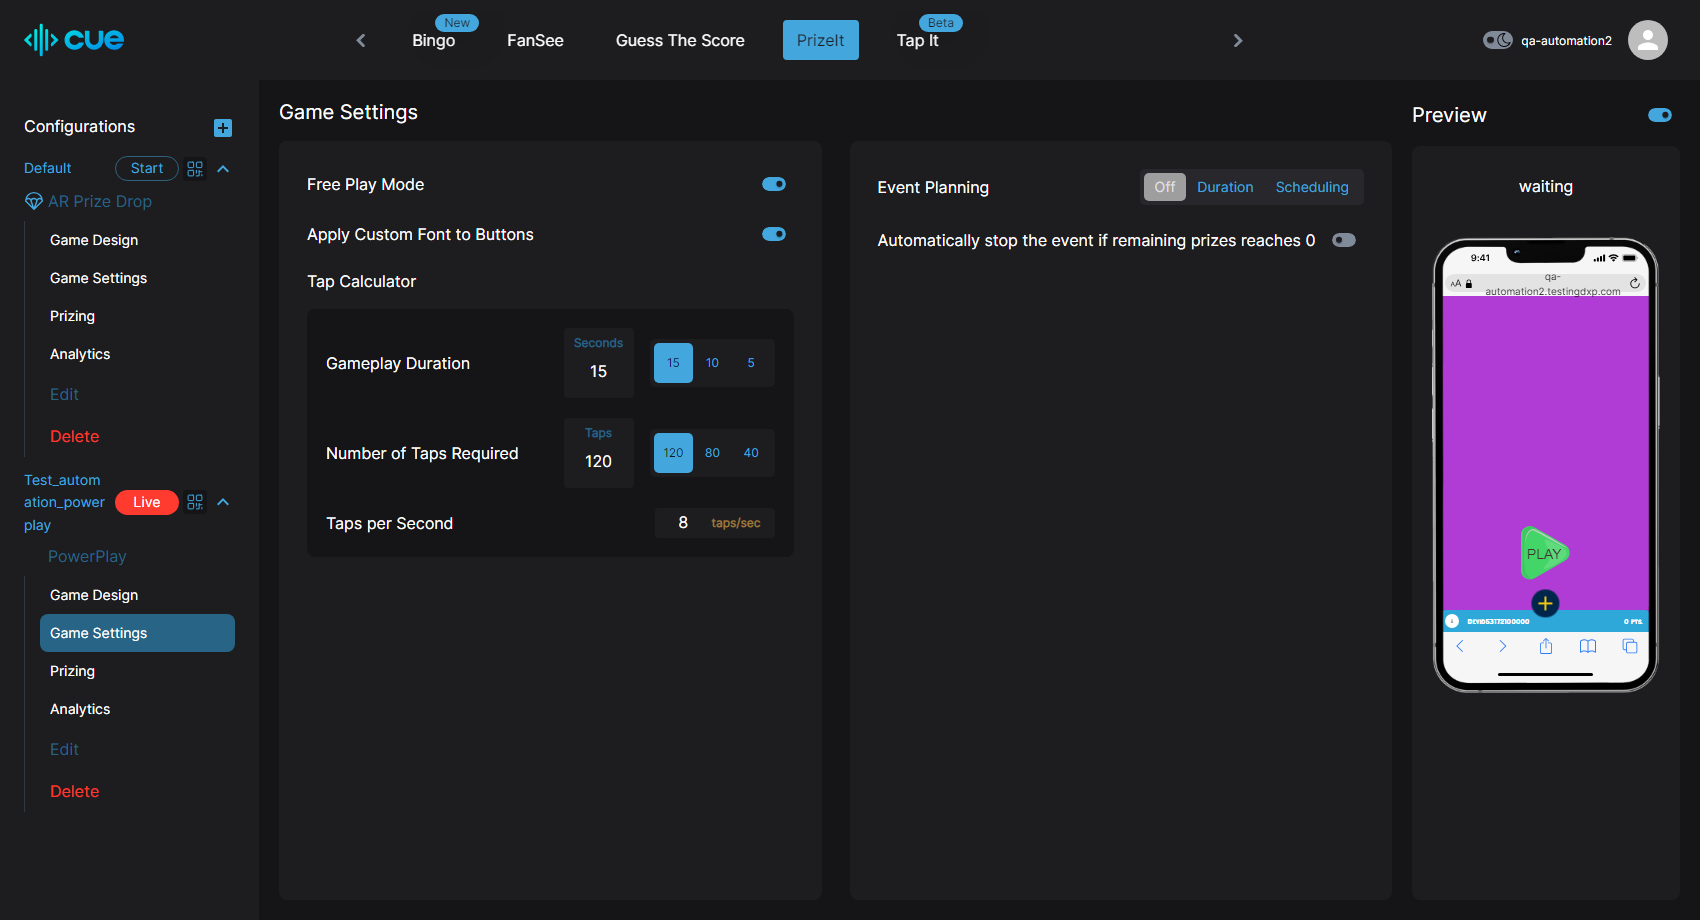 cue
New
Bingo
FanSee
Guess The Score
PrizeIt
Beta
Tap It
qa-automation2
Configurations
Default
Start
AR Prize Drop
Game Design
Game Settings
Prizing
Analytics
Edit
Delete
Test_autom
ation_power
play
Live
PowerPlay
Game Design
Game Settings
Prizing
Analytics
Edit
Delete
Game Settings
Free Play Mode
Apply Custom Font to Buttons
Tap Calculator
Gameplay Duration
Seconds
15
15 10 5
Number of Taps Required
Taps
120
120 80 40
Taps per Second
8 taps/sec
Event Planning
Off Duration Scheduling
Automatically stop the event if remaining prizes reaches 0
Preview
waiting
9:41
AA
qa-
automation2.testingdxp.com
PLAY
0 PTS.